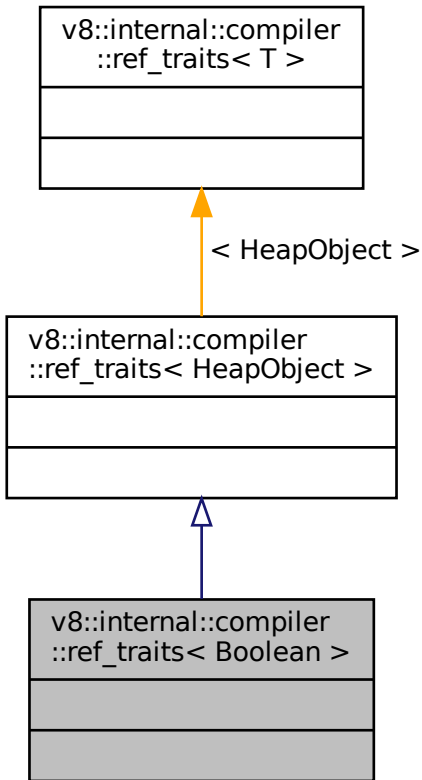 v8::internal::compiler
::ref_traits< T >
< HeapObject >
v8::internal::compiler
::ref_traits< HeapObject >
v8::internal::compiler
::ref_traits< Boolean >